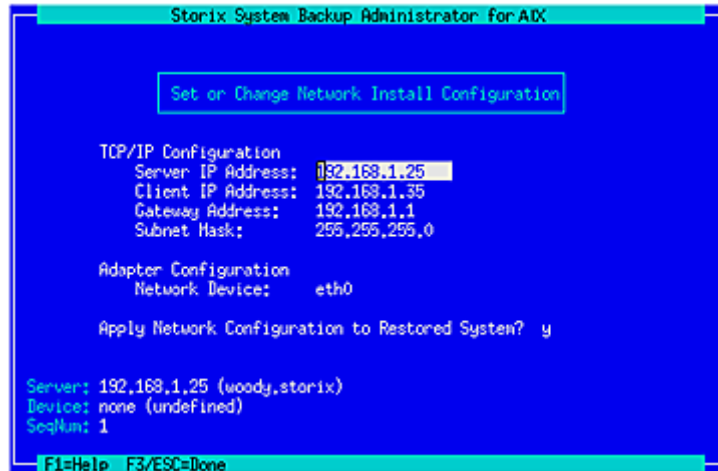 Storix System Backup Administrator for AIX
Set or Change Network Install Configuration
TCP/IP Configuration
Server IP Address: 192.168.1.25
Client IP Address: 192.168.1.35
Gateway Address: 192.168.1.1
Subnet Mask: 255.255.255.0
Adapter Configuration
Network Device: eth0
Apply Network Configuration to Restored System? y
Server: 192.168.1.25 (woody.storix)
Device: none (undefined)
SeqNum: 1
F1=Help F3/ESC=Done